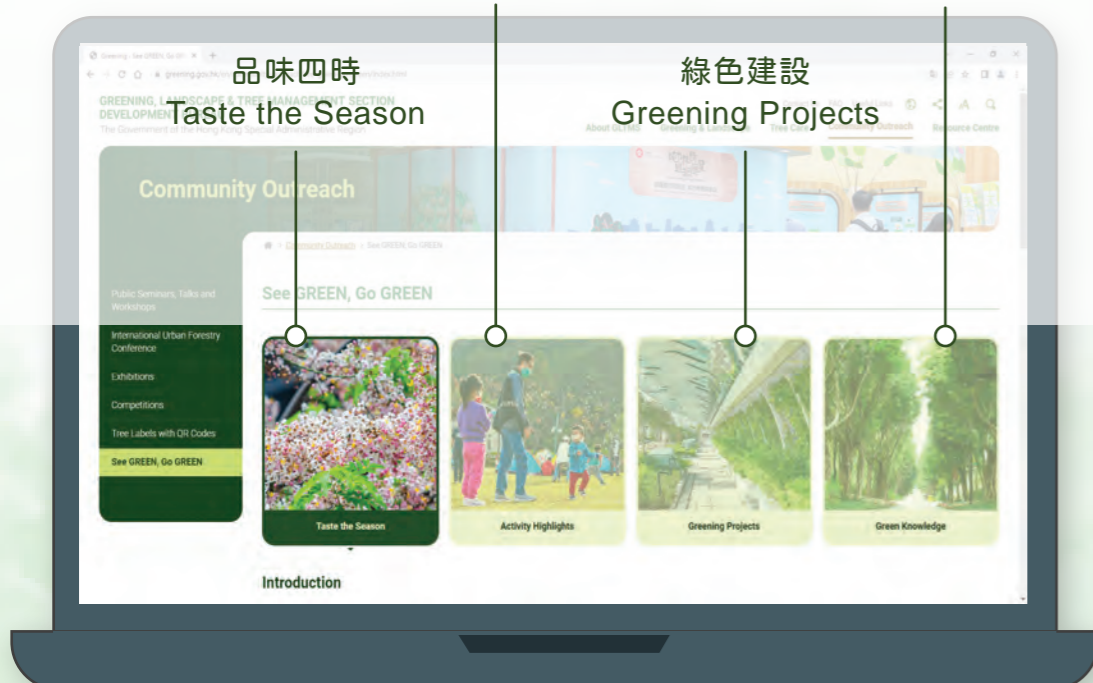 品味四時
Taste the Season
綠色建設
Greening Projects
GREENING, LANDSCAPE & TREE MANAGEMENT SECTION
DEVELOPMENT
The Government of the Hong Kong Special Administrative Region
About GLTMS
Greening & Landscape
Tree Care
Community Outreach
Resource Centre
Community Outreach
Community Outreach > See GREEN, Go GREEN
Public Seminars, Talks and
Workshops
International Urban Forestry
Conference
Exhibitions
Competitions
Tree Labels with QR Codes
See GREEN, Go GREEN
See GREEN, Go GREEN
Taste the Season
Activity Highlights
Greening Projects
Green Knowledge
Introduction